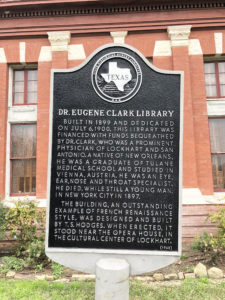 TEXAS
DR. EUGENE CLARK LIBRARY
BUILT IN 1899 AND DEDICATED
ON JULY 6, 1900, THIS LIBRARY WAS
FINANCED WITH FUNDS BEQUEATHED
BY DR. CLARK, WHO WAS A PROMINENT
PHYSICIAN OF LOCKHART AND SAN
ANTONIO. A NATIVE OF NEW ORLEANS,
HE WAS A GRADUATE OF TULANE
MEDICAL SCHOOL AND STUDIED IN
VIENNA, AUSTRIA. HE WAS AN EYE,
EAR, NOSE AND THROAT SPECIALIST.
HE DIED, WHILE STILL A YOUNG MAN,
IN NEW YORK CITY IN 1897.
THE BUILDING, AN OUTSTANDING
EXAMPLE OF FRENCH RENAISSANCE
STYLE, WAS DESIGNED AND BUILT
BY T. S. HODGES. WHEN ERECTED, IT
STOOD NEAR THE OPERA HOUSE, IN
THE CULTURAL CENTER OF LOCKHART.